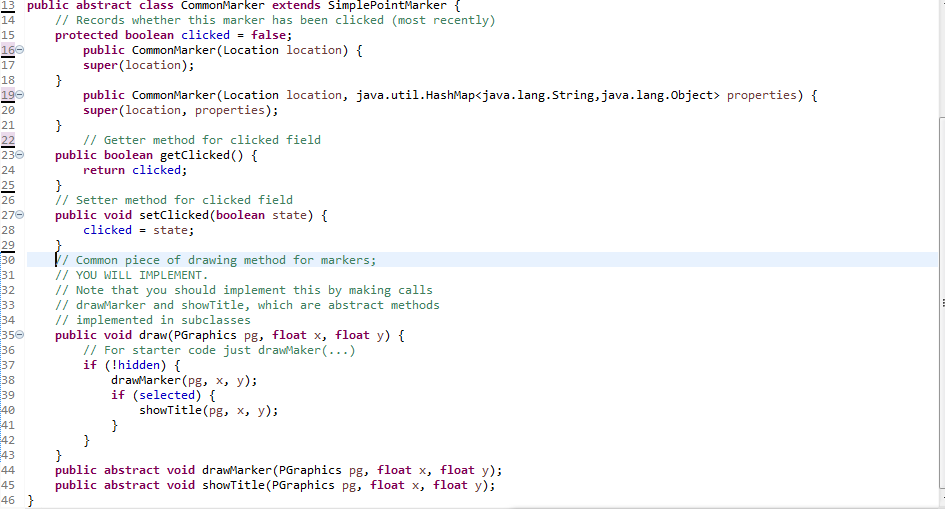 13 public abstract class CommonMarker extends SimplePointMarker {
14     // Records whether this marker has been clicked (most recently)
15     protected boolean clicked = false;
16         public CommonMarker(Location location) {
17         super(location);
18     }
19         public CommonMarker(Location location, java.util.HashMap<java.lang.String,java.lang.Object> properties) {
20         super(location, properties);
21     }
22         // Getter method for clicked field
23     public boolean getClicked() {
24         return clicked;
25     }
26     // Setter method for clicked field
27     public void setClicked(boolean state) {
28         clicked = state;
29     }
30     // Common piece of drawing method for markers;
31     // YOU WILL IMPLEMENT.
32     // Note that you should implement this by making calls
33     // drawMarker and showTitle, which are abstract methods
34     // implemented in subclasses
35     public void draw(PGraphics pg, float x, float y) {
36         // For starter code just drawMaker(...)
37         if (!hidden) {
38             drawMarker(pg, x, y);
39             if (selected) {
40                 showTitle(pg, x, y);
41             }
42         }
43     }
44     public abstract void drawMarker(PGraphics pg, float x, float y);
45     public abstract void showTitle(PGraphics pg, float x, float y);
46 }